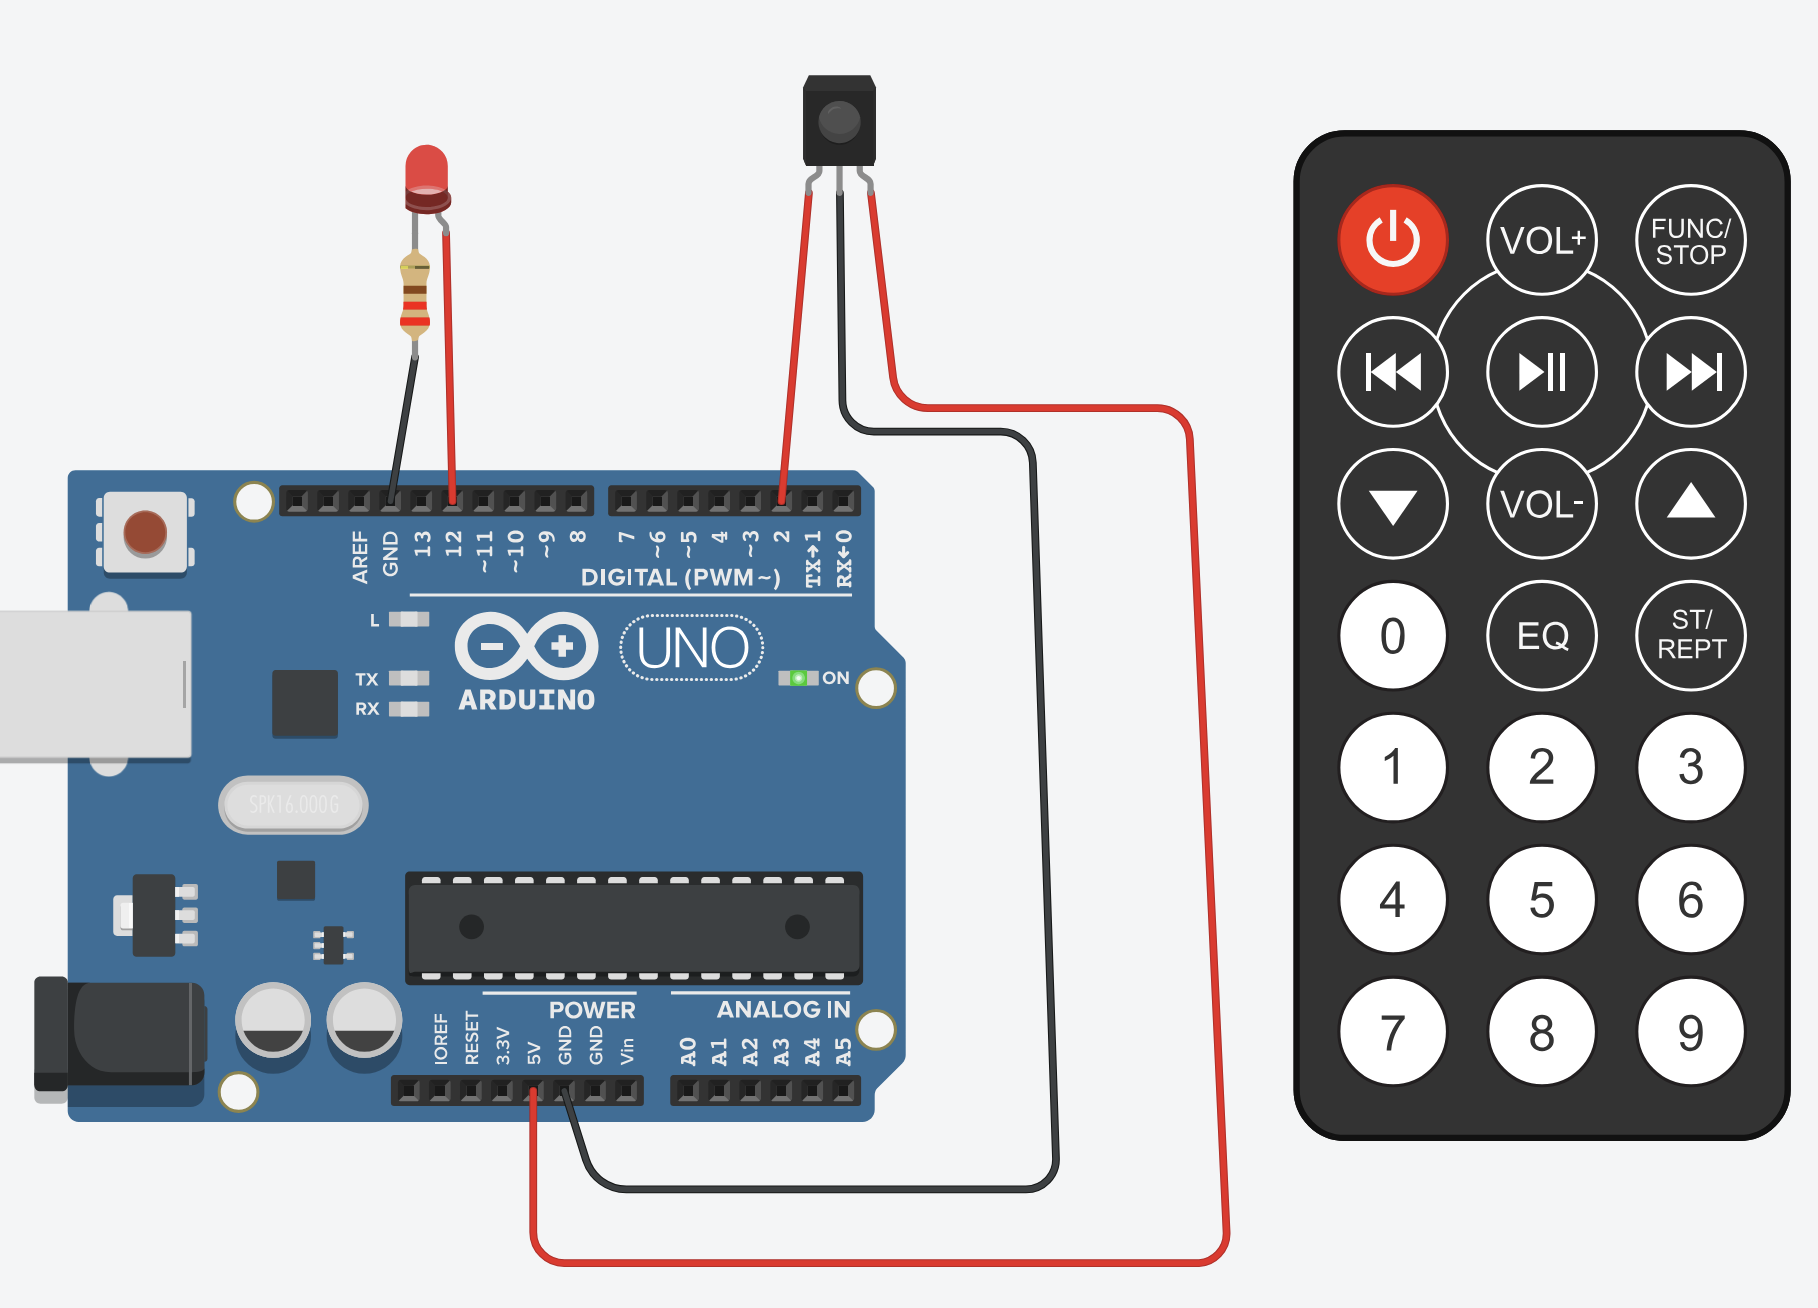 AREF
GND
13
12
~11
~10
~9
8
7
~6
~5
4
~3
2
TX→1
RX←0
DIGITAL (PWM~)
L
TX
RX
ARDUINO
UNO
ON
SPK16.000G
POWER
ANALOG IN
IOREF
RESET
3.3V
5V
GND
GND
Vin
A0
A1
A2
A3
A4
A5
VOL+
FUNC/
STOP
VOL-
0
EQ
ST/
REPT
1
2
3
4
5
6
7
8
9